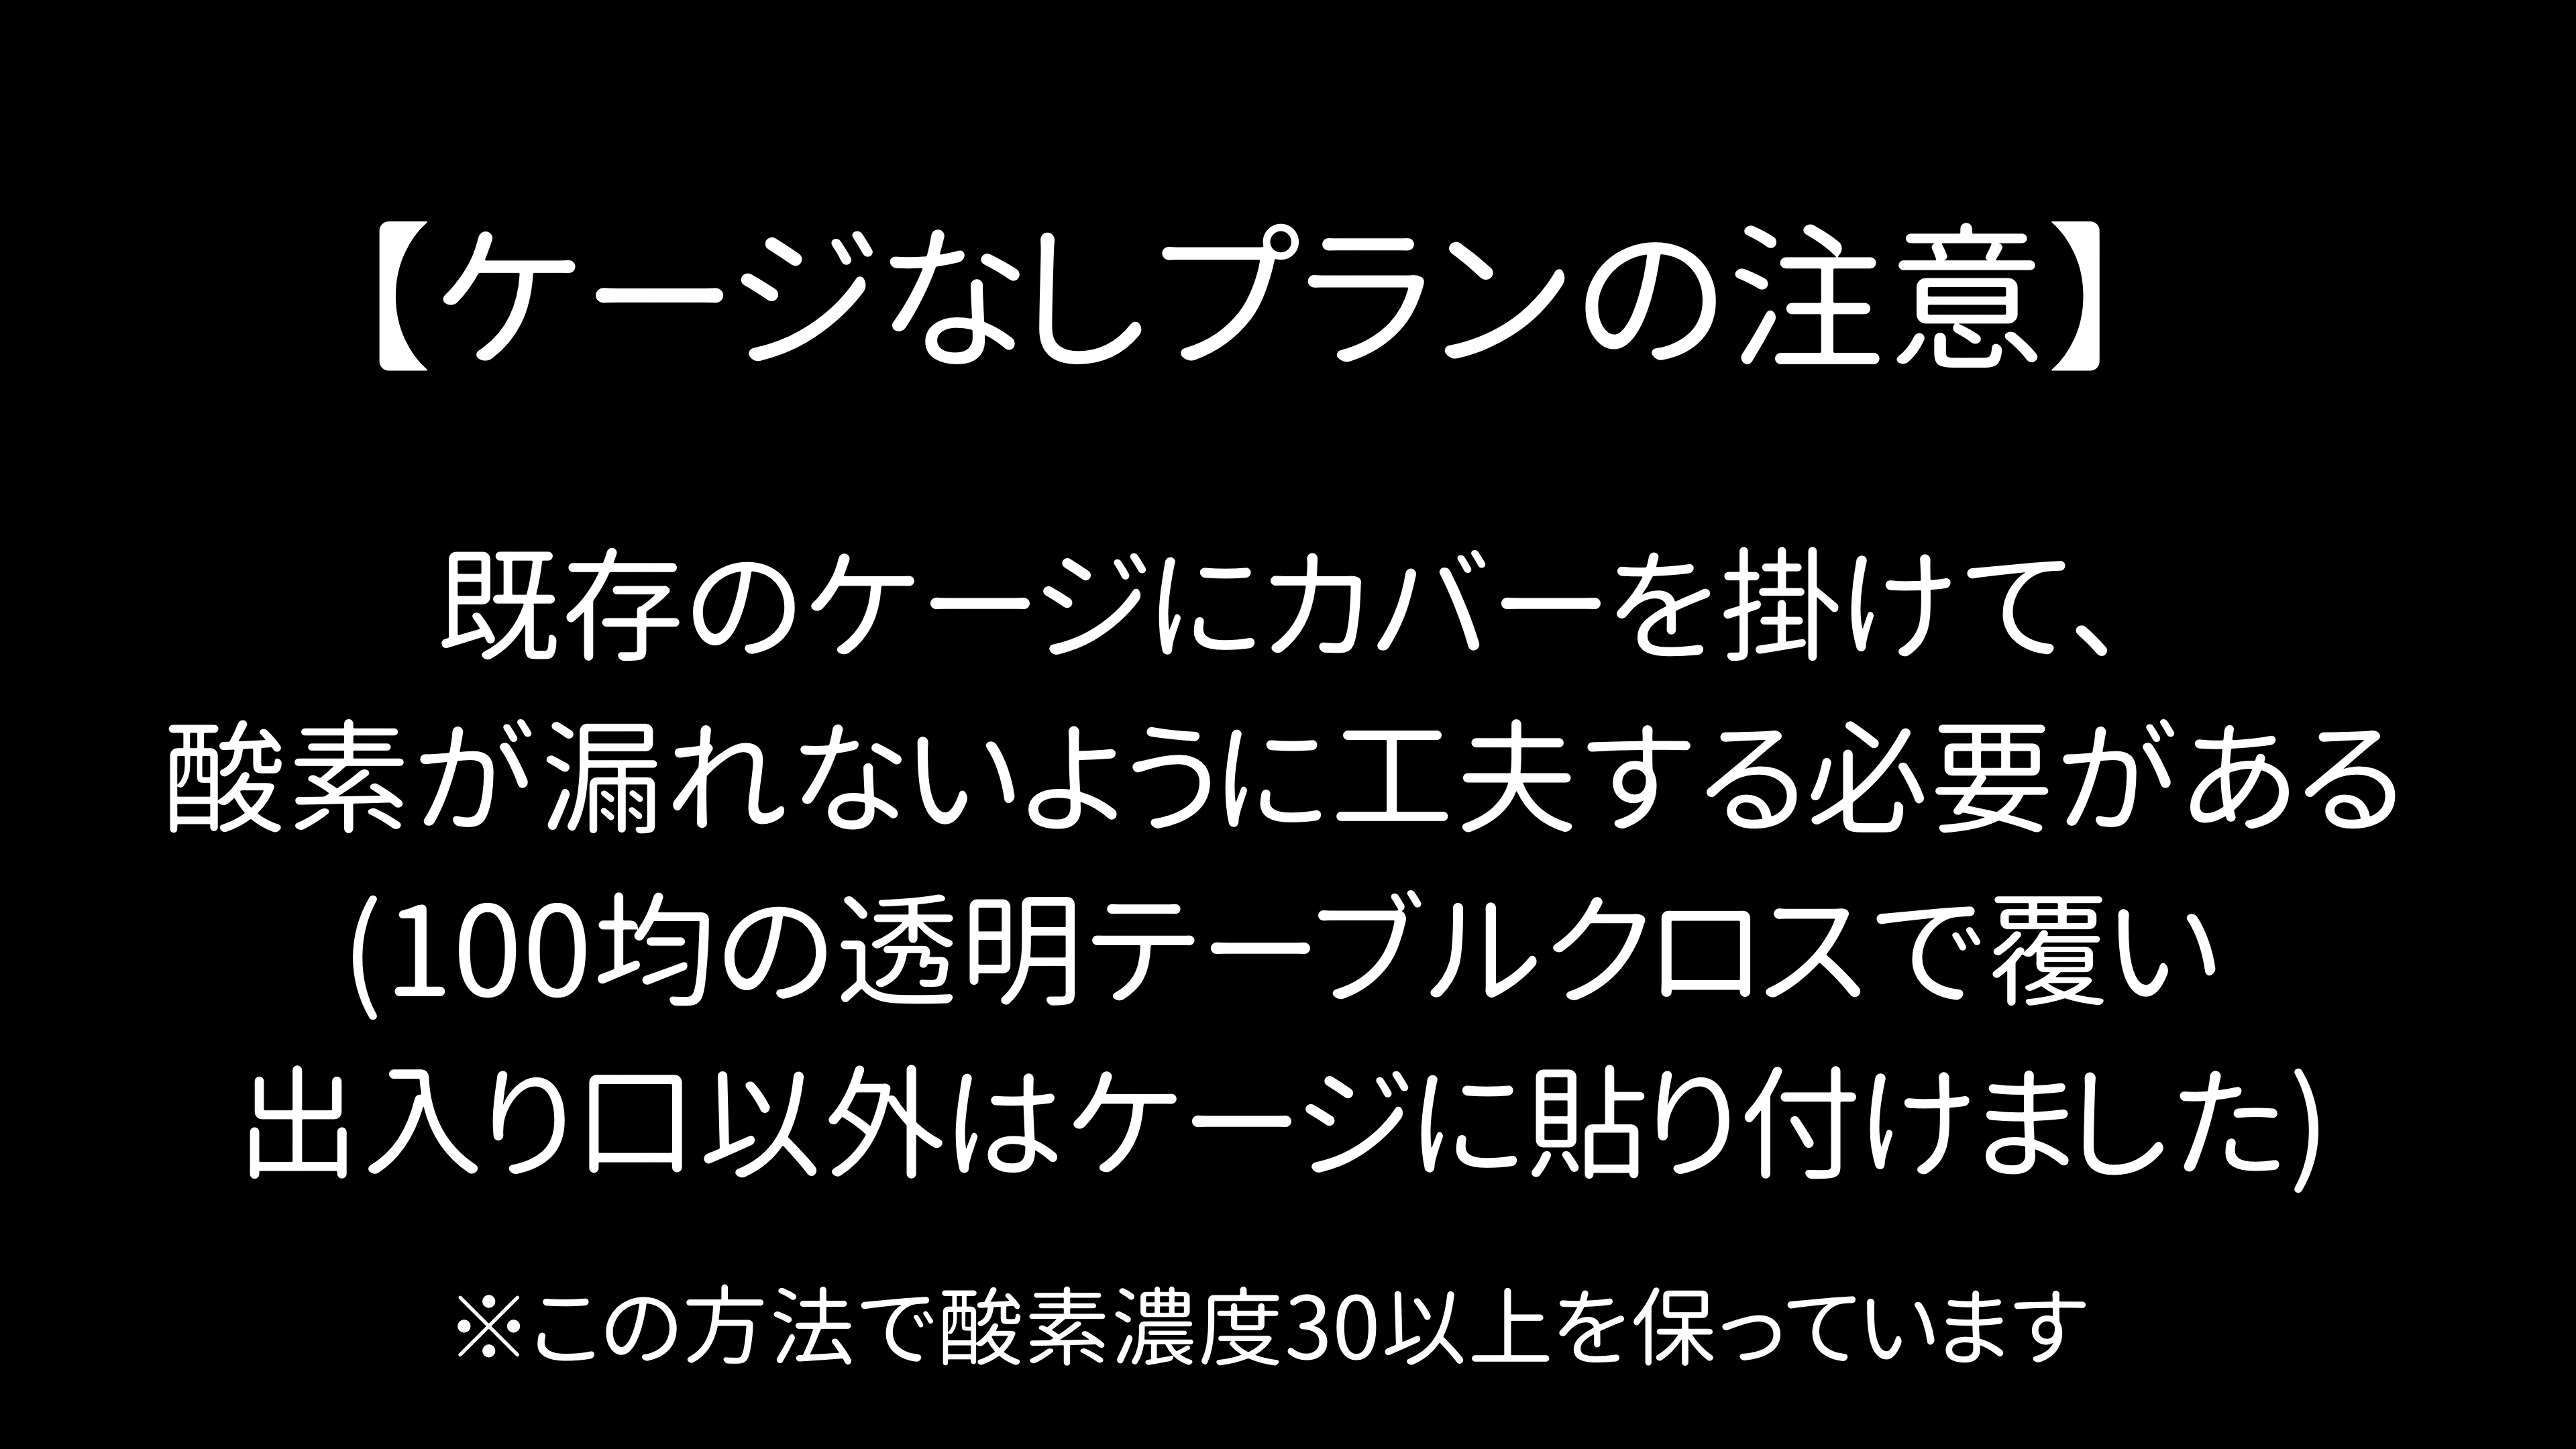 【ケージなしプランの注意】
既存のケージにカバーを掛けて、
酸素が漏れないように工夫する必要がある
(100均の透明テーブルクロスで覆い
出入り口以外はケージに貼り付けました)
※この方法で酸素濃度30以上を保っています